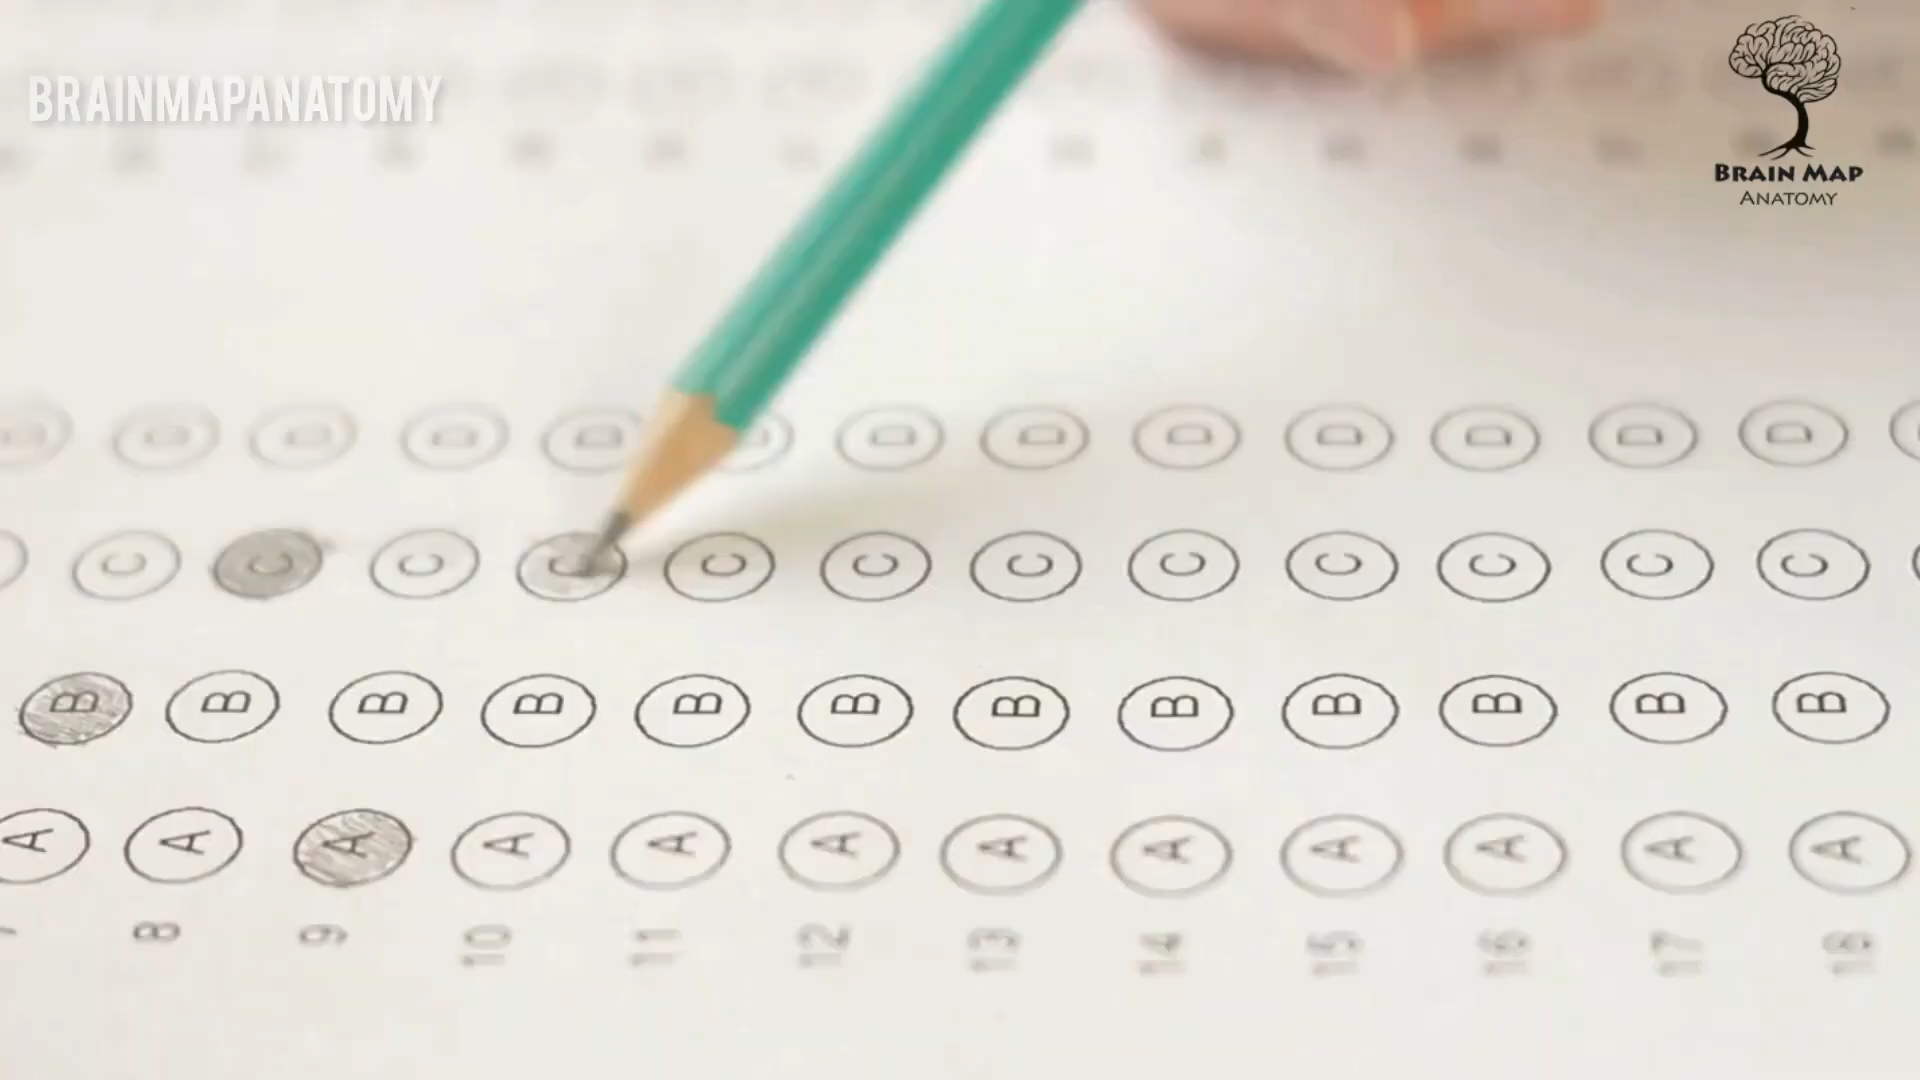 BRAINMAPANATOMY
BRAIN MAP
ANATOMY
D D D D D D D D D D D
C C C C C C C C C C C C
B B B B B B B B B B B B
A A A A A A A A A A A A
8 9 10 11 12 13 14 15 16 17 18